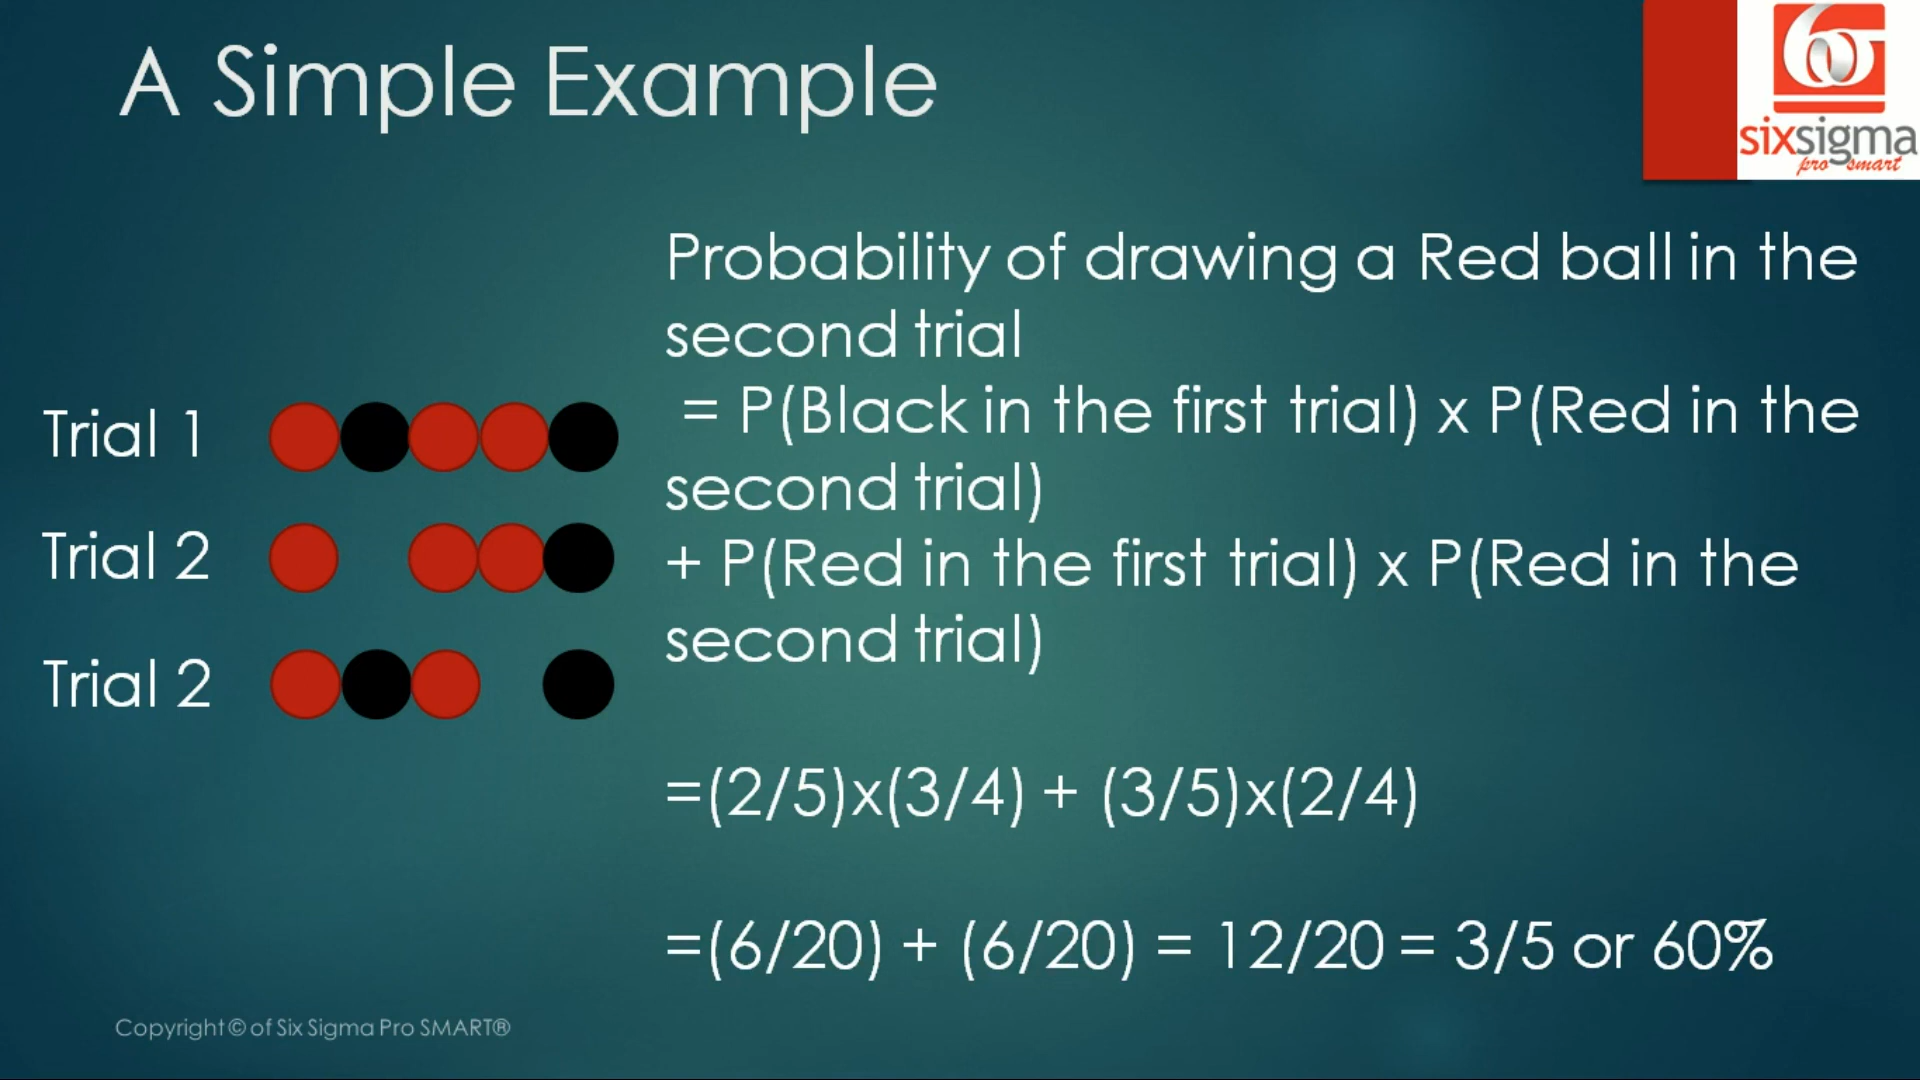 A Simple Example
sixsigma
pro smart
Probability of drawing a Red ball in the
second trial
= P(Black in the first trial) x P(Red in the
second trial)
+ P(Red in the first trial) x P(Red in the
second trial)
Trial 1
Trial 2
Trial 2
=(2/5)x(3/4) + (3/5)x(2/4)
=(6/20) + (6/20) = 12/20 = 3/5 or 60%
Copyright © of Six Sigma Pro SMART®